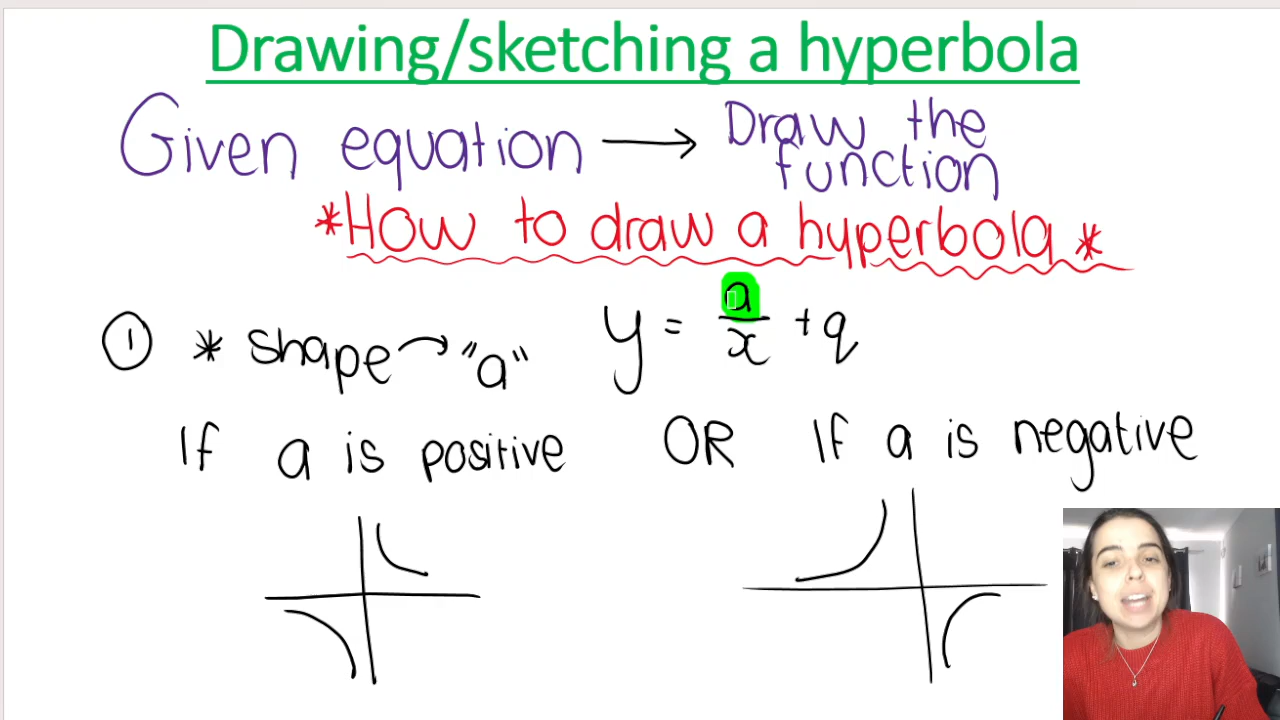 Drawing/sketching a hyperbola
Given equation → Draw the function
*How to draw a hyperbola*
① * shape → "a" y = a/x + q
If a is positive OR If a is negative